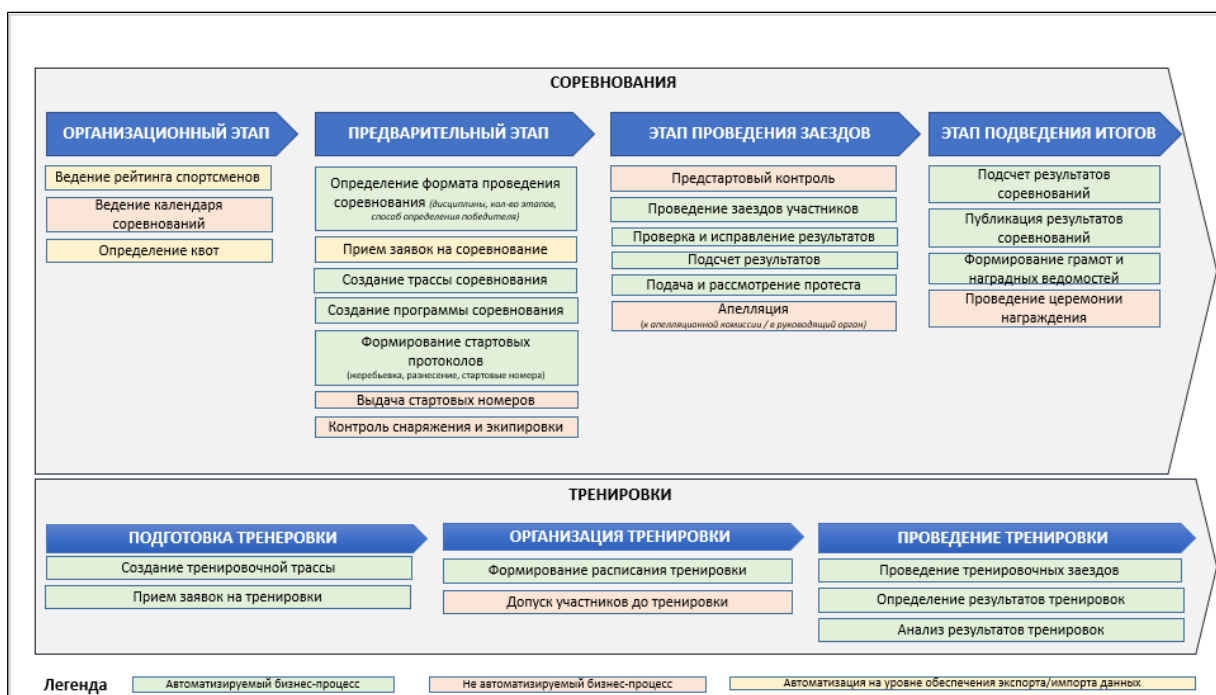 СОРЕВНОВАНИЯ
ОРГАНИЗАЦИОННЫЙ ЭТАП
Ведение рейтинга спортсменов
Ведение календаря
соревнований
Определение квот
ПРЕДВАРИТЕЛЬНЫЙ ЭТАП
Определение формата проведения
соревнования (дисциплины, кол-во этапов,
способ определения победителя)
Прием заявок на соревнование
Создание трассы соревнования
Создание программы соревнования
Формирование стартовых
протоколов
(жеребьевка, разнесение, стартовые номера)
Выдача стартовых номеров
Контроль снаряжения и экипировки
ЭТАП ПРОВЕДЕНИЯ ЗАЕЗДОВ
Предстартовый контроль
Проведение заездов участников
Проверка и исправление результатов
Подсчет результатов
Подача и рассмотрение протеста
Апелляция
(к апелляционной комиссии / в руководящий орган)
ЭТАП ПОДВЕДЕНИЯ ИТОГОВ
Подсчет результатов
соревнований
Публикация результатов
соревнований
Формирование грамот и
наградных ведомостей
Проведение церемонии
награждения
ТРЕНИРОВКИ
ПОДГОТОВКА ТРЕНЕРОВКИ
Создание тренировочной трассы
Прием заявок на тренировки
ОРГАНИЗАЦИЯ ТРЕНИРОВКИ
Формирование расписания тренировки
Допуск участников до тренировки
ПРОВЕДЕНИЕ ТРЕНИРОВКИ
Проведение тренировочных заездов
Определение результатов тренировок
Анализ результатов тренировок
Легенда
Автоматизируемый бизнес-процесс
Не автоматизируемый бизнес-процесс
Автоматизация на уровне обеспечения экспорта/импорта данных